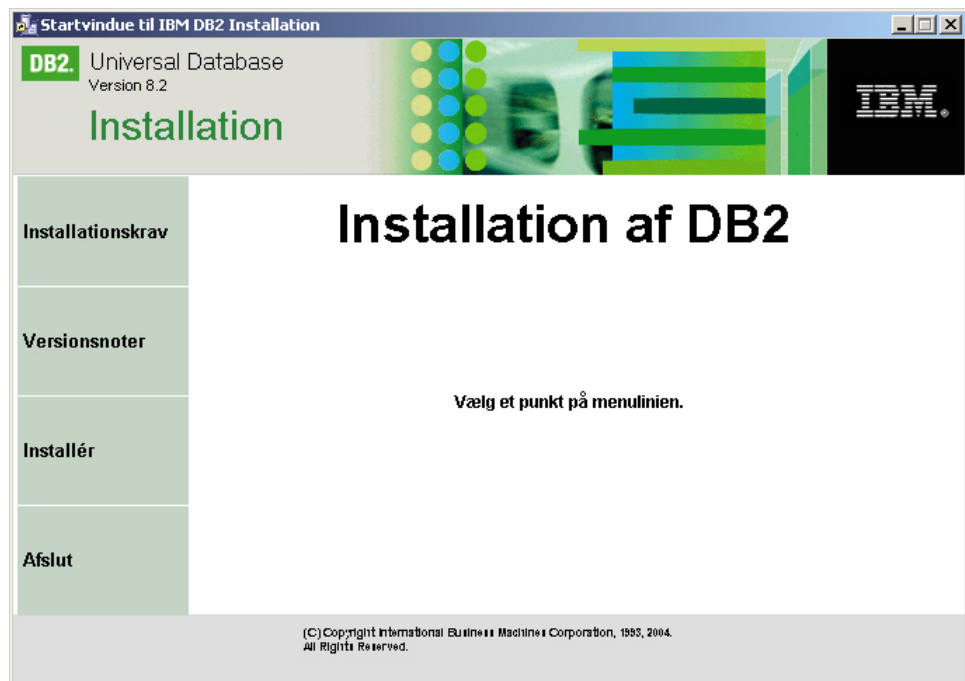 Startvindue til IBM DB2 Installation
DB2. Universal Database
Version 8.2
Installation
IBM®
Installationskrav
Versionsnoter
Installér
Afslut
Installation af DB2
Vælg et punkt på menulinien.
(C) Copyright International Business Machines Corporation, 1993, 2004.
All Rights Reserved.